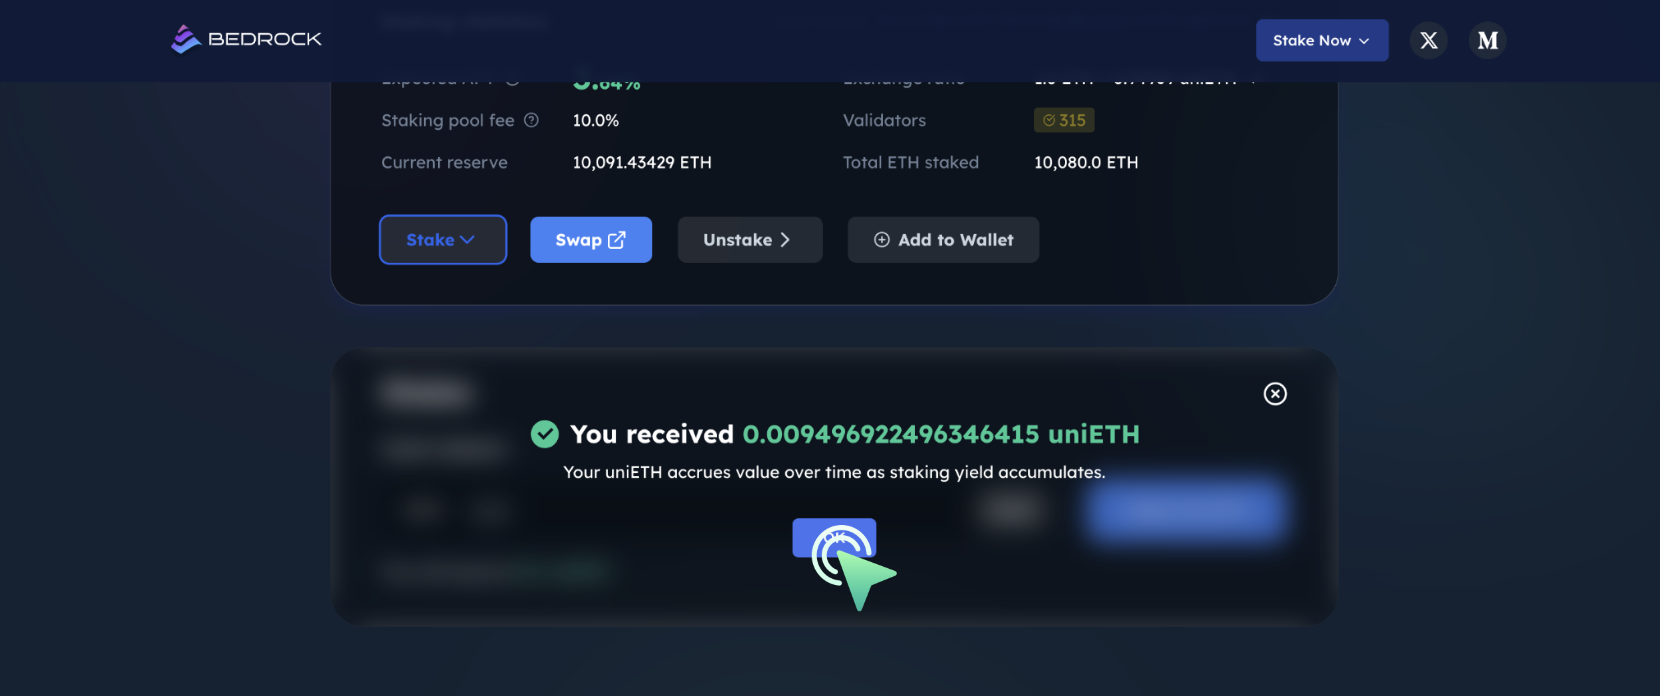 BEDROCK
Stake Now
Staking pool fee 10.0% Validators 315
Current reserve 10,091.43429 ETH Total ETH staked 10,080.0 ETH
Stake Swap Unstake Add to Wallet
You received 0.009496922496346415 uniETH
Your uniETH accrues value over time as staking yield accumulates.
OK